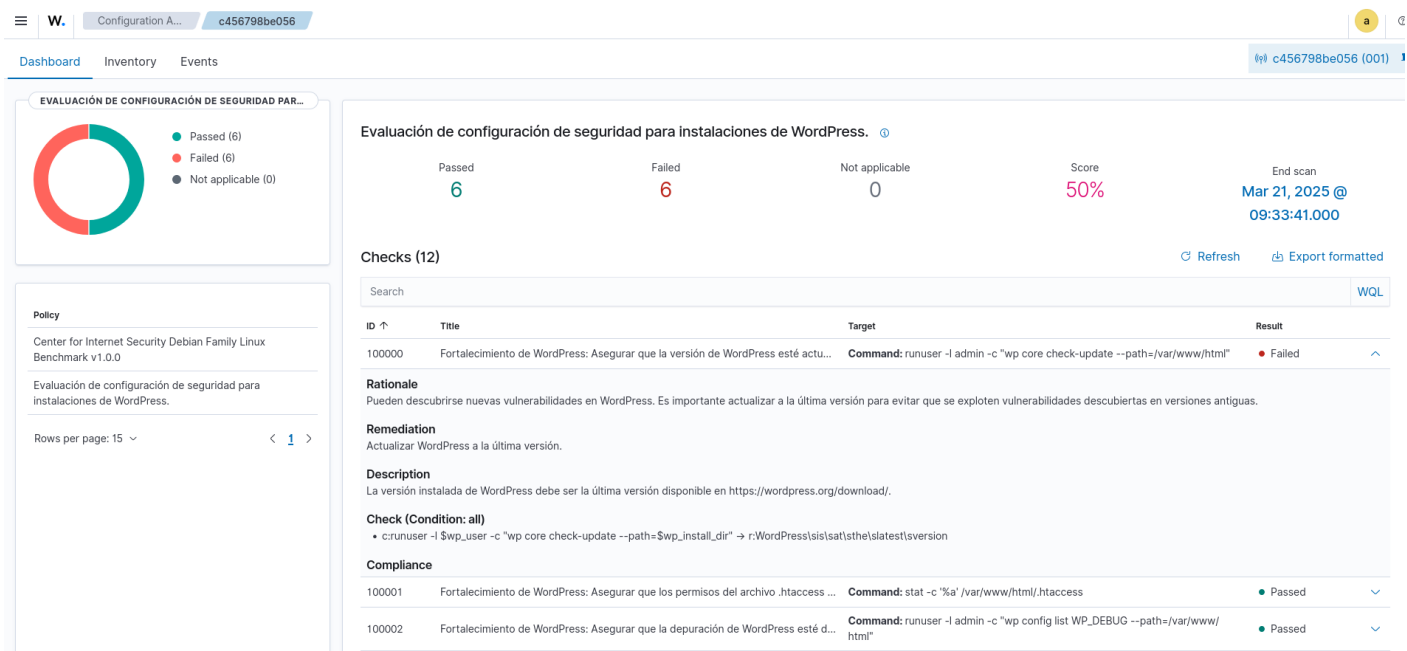 W. Configuration A... c456798be056 a
Dashboard Inventory Events c456798be056 (001)
EVALUACIÓN DE CONFIGURACIÓN DE SEGURIDAD PAR...
Passed (6)
Failed (6)
Not applicable (0)
Policy
Center for Internet Security Debian Family Linux
Benchmark v1.0.0
Evaluación de configuración de seguridad para
instalaciones de WordPress.
Rows per page: 15 1
Evaluación de configuración de seguridad para instalaciones de WordPress.
Passed Failed Not applicable Score End scan
6 6 0 50% Mar 21, 2025 @
09:33:41.000
Checks (12) Refresh Export formatted
Search WQL
ID Title Target Result
100000 Fortalecimiento de WordPress: Asegurar que la versión de WordPress esté actu... Command: runuser -l admin -c "wp core check-update --path=/var/www/html" Failed
Rationale
Pueden descubrirse nuevas vulnerabilidades en WordPress. Es importante actualizar a la última versión para evitar que se exploten vulnerabilidades descubiertas en versiones antiguas.
Remediation
Actualizar WordPress a la última versión.
Description
La versión instalada de WordPress debe ser la última versión disponible en https://wordpress.org/download/.
Check (Condition: all)
• c:runuser -l $wp_user -c "wp core check-update --path=$wp_install_dir" → r:WordPress\sis\sat\sthe\slatest\sversion
Compliance
100001 Fortalecimiento de WordPress: Asegurar que los permisos del archivo .htaccess ... Command: stat -c '%a' /var/www/html/.htaccess Passed
100002 Fortalecimiento de WordPress: Asegurar que la depuración de WordPress esté d... Command: runuser -l admin -c "wp config list WP_DEBUG --path=/var/www/
html" Passed